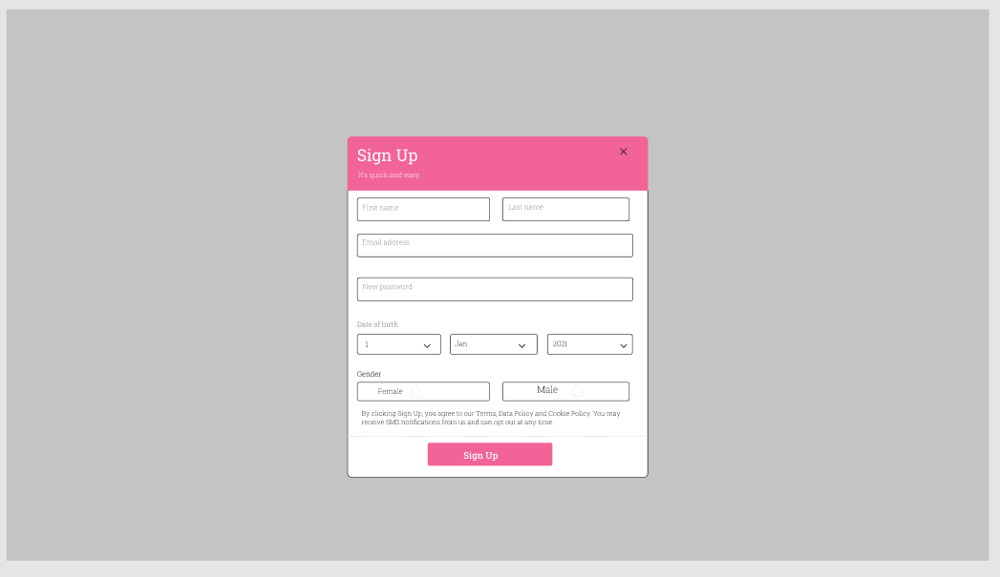 Sign Up
It's quick and easy.
First name
Last name
Email address
New password
Date of birth
1
Jan
2021
Gender
Female
Male
By clicking Sign Up, you agree to our Terms, Data Policy and Cookie Policy. You may
receive SMS notifications from us and can opt out at any time.
Sign Up